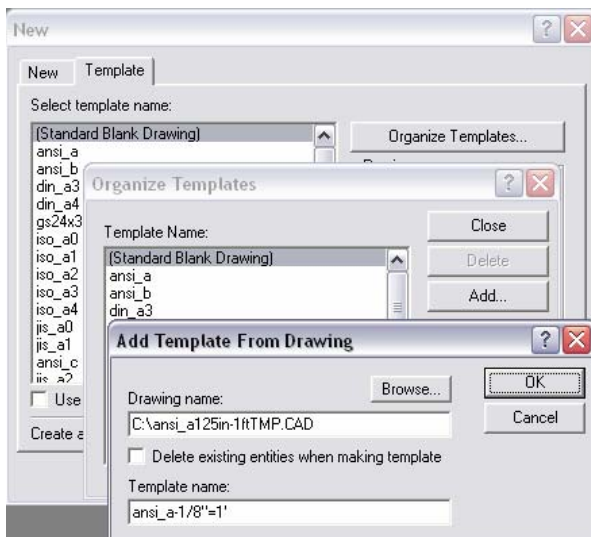 New
New
Template
Select template name:
(Standard Blank Drawing)
ansi_a
ansi_b
din_a3
din_a4
gs24x3
iso_a0
iso_a1
iso_a2
iso_a3
iso_a4
jis_a0
jis_a1
ansi_c
jis_a2
Organize Templates...
Use
Create a
Organize Templates
Template Name:
(Standard Blank Drawing)
ansi_a
ansi_b
din_a3
Close
Delete
Add...
Add Template From Drawing
Drawing name:
Browse...
OK
Cancel
C:\ansi_a125in-1ftTMP.CAD
Delete existing entities when making template
Template name:
ansi_a-1/8"=1'